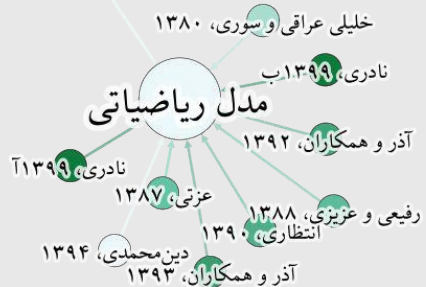 خلیلی عراقی و سوری، ۱۳۸۰
نادری، ۱۳۹۹ب
مدل ریاضیاتی
آذر و همکاران، ۱۳۹۲
نادری، ۱۳۹۹آ
عزتی، ۱۳۸۷
رفیعی و عزیزی، ۱۳۸۸
انتظاری، ۱۳۹۰
دین‌محمدی، ۱۳۹۴
آذر و همکاران، ۱۳۹۳